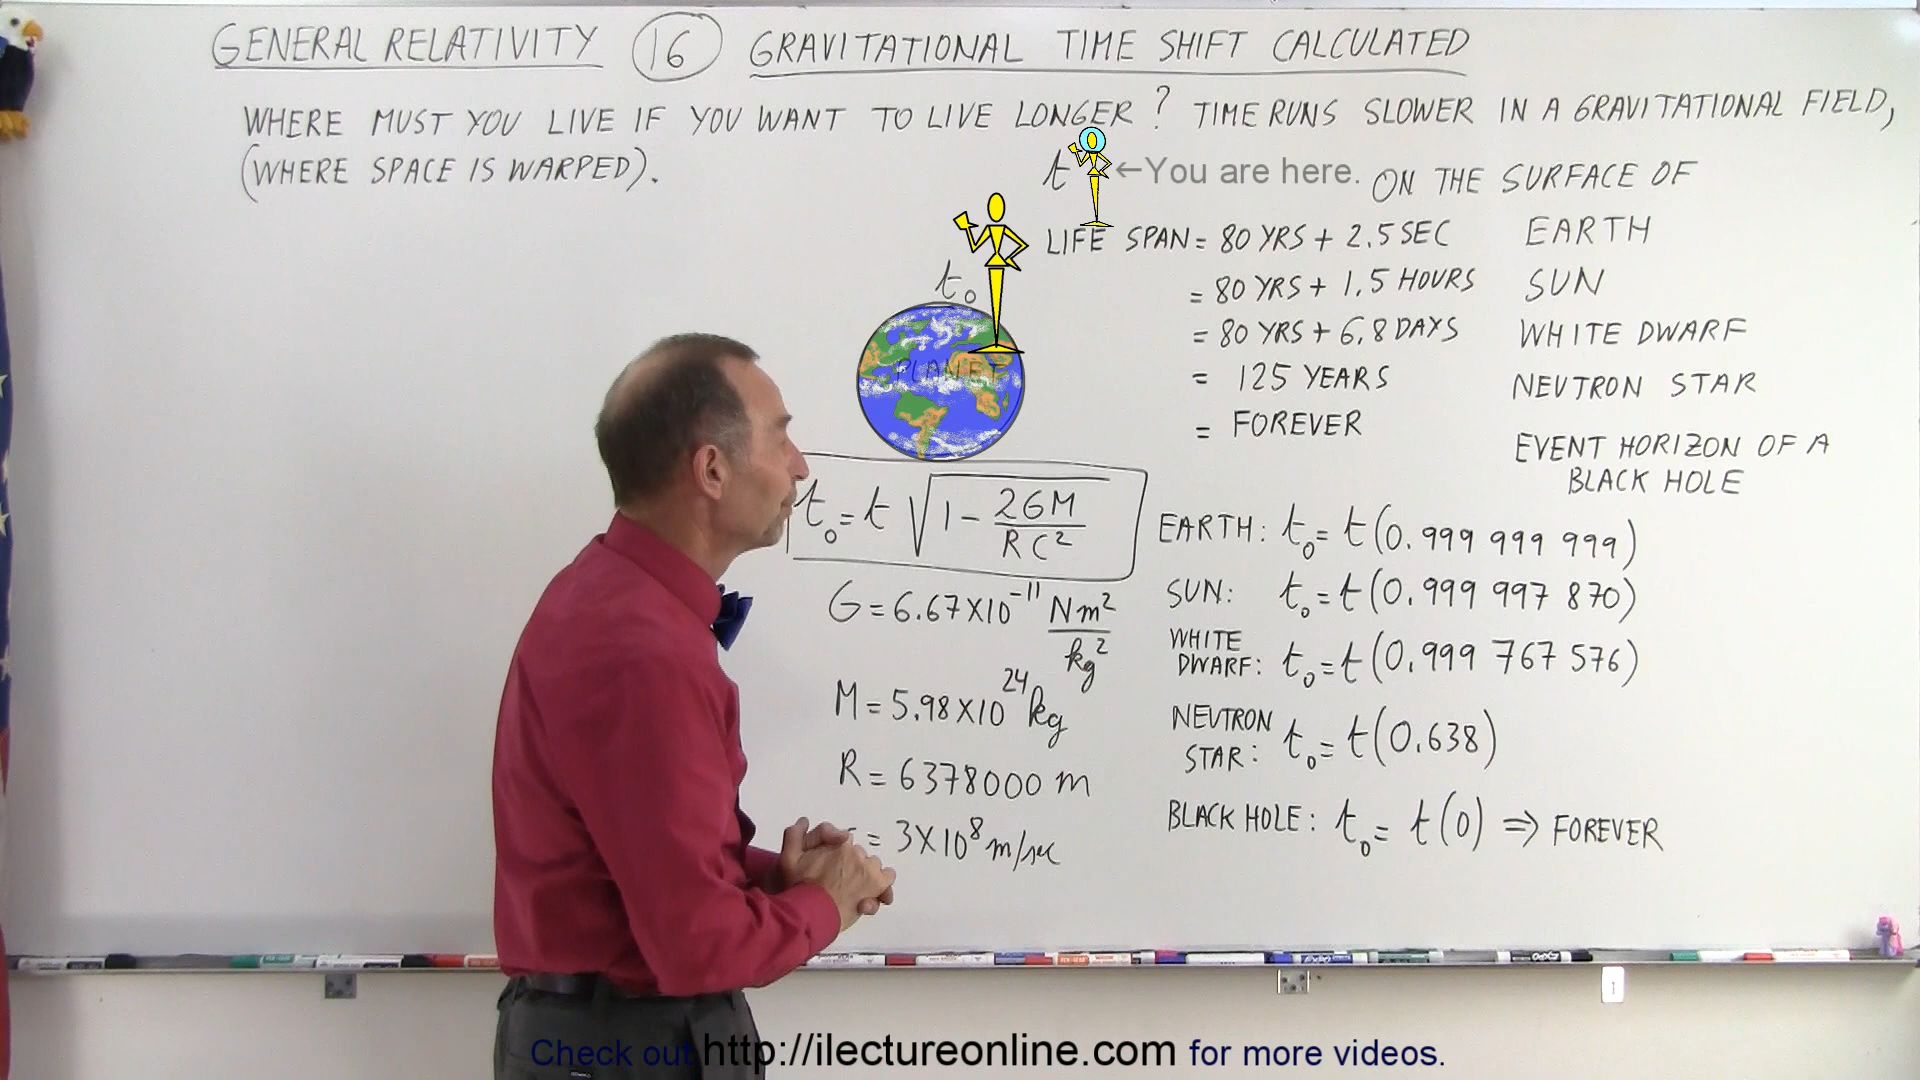 GENERAL RELATIVITY 16 GRAVITATIONAL TIME SHIFT CALCULATED
WHERE MUST YOU LIVE IF YOU WANT TO LIVE LONGER? TIME RUNS SLOWER IN A GRAVITATIONAL FIELD,
(WHERE SPACE IS WARPED).
t ←You are here. ON THE SURFACE OF
LIFE SPAN = 80 YRS + 2.5 SEC EARTH
= 80 YRS + 1.5 HOURS SUN
= 80 YRS + 6.8 DAYS WHITE DWARF
= 125 YEARS NEUTRON STAR
= FOREVER EVENT HORIZON OF A
BLACK HOLE
t₀
PLANET
t₀ = t √(1 - 2GM/RC²)
G = 6.67 X 10⁻¹¹ Nm²/kg²
M = 5.98 X 10²⁴ kg
R = 6378000 m
= 3 X 10⁸ m/sec
EARTH: t₀ = t(0.999 999 999)
SUN: t₀ = t(0.999 997 870)
WHITE
DWARF: t₀ = t(0.999 767 576)
NEUTRON
STAR: t₀ = t(0.638)
BLACK HOLE: t₀ = t(0) ⇒ FOREVER
EXPO
1
Check out http://ilectureonline.com for more videos.